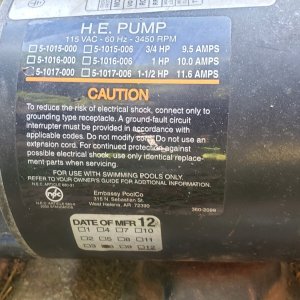 H.E. PUMP
115 VAC - 60 Hz - 3450 RPM
5-1015-000 5-1015-006 3/4 HP 9.5 AMPS
5-1016-000 5-1016-006 1 HP 10.0 AMPS
5-1017-000 5-1017-006 1-1/2 HP 11.6 AMPS
CAUTION
To reduce the risk of electrical shock, connect only to
grounding type receptacle. A ground-fault circuit
interrupter must be provided in accordance with
applicable codes. Do not modify cord. Do not use an
extension cord. For continued protection against
possible electrical shock, use only identical replace-
ment parts when servicing.
FOR USE WITH SWIMMING POOLS ONLY.
REFER TO YOUR OWNER'S GUIDE FOR ADDITIONAL INSTRUCTIONS.
Embassy PoolCo
315 N. Sebastian St.
West Helena, AR 72390
360-2099
DATE OF MFR 12
1 4 7 10
2 5 8 11
3 9 12